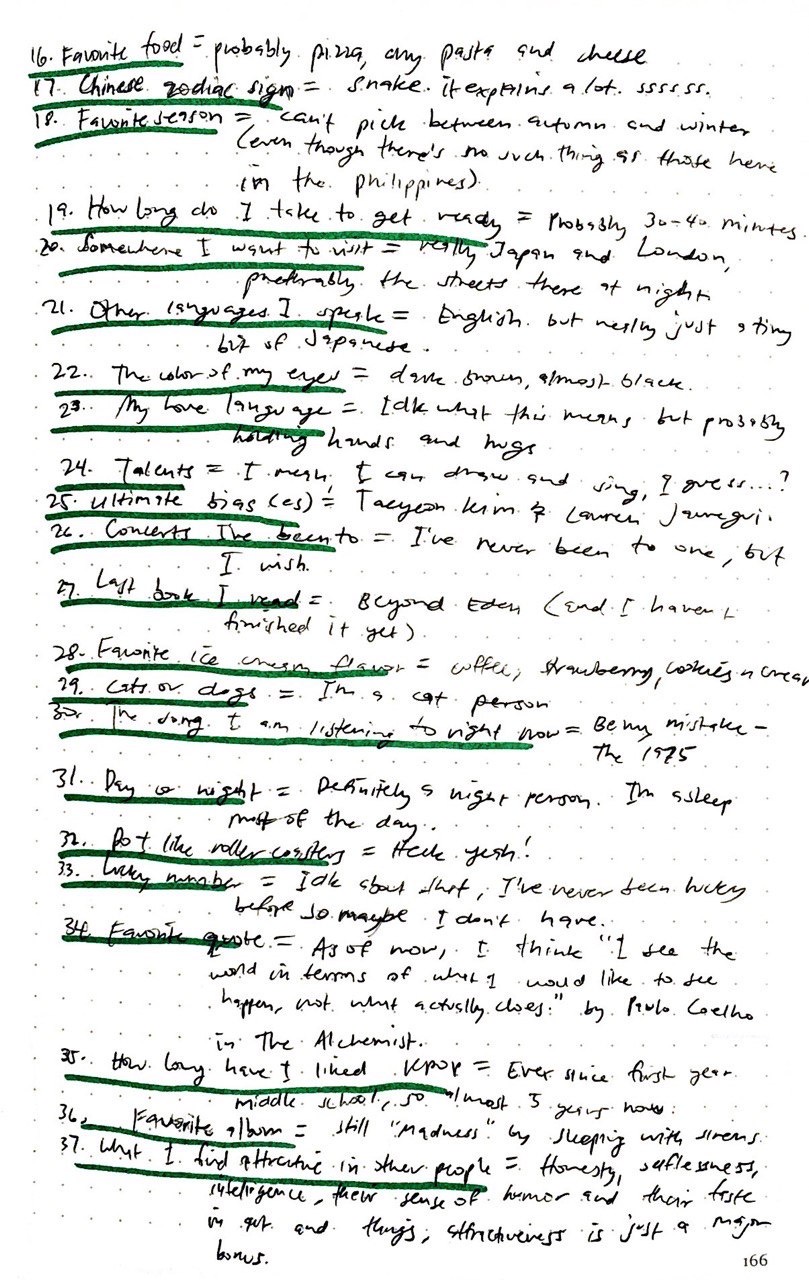 16. Favorite food = probably pizza, any pasta and cheese
17. Chinese zodiac sign = snake. it explains a lot. ssssss.
18. Favorite season = can't pick between autumn and winter
(even though there's no such thing as those here
in the philippines)
19. How long do I take to get ready = Probably 30-40 minutes.
20. Somewhere I want to visit = really Japan and London,
preferably the streets there at night
21. Other languages I speak = English. but really just a tiny
bit of Japanese.
22. The color of my eyes = dark brown, almost black.
23. My love language = Idk what this means but probably
holding hands and hugs
24. Talents = I mean, I can draw and sing, I guess...?
25. Ultimate bias(es) = Taeyeon Kim & Lauren Jauregui.
26. Concerts I've been to = I've never been to one, but
I wish.
27. Last book I read = Beyond Eden (and I haven't
finished it yet)
28. Favorite ice cream flavor = coffee, strawberry, cookies n cream
29. Cats or dogs = I'm a cat person
30. The song I am listening to right now = Be my mistake -
The 1975
31. Day or night = Definitely a night person. I'm asleep
most of the day.
32. Do I like roller coasters = Heck yeah!
33. Lucky number = Idk about that, I've never been lucky
before so maybe I don't have.
34. Favorite quote = As of now, I think "I see the
world in terms of what I would like to see
happen, not what actually does." by Paulo Coelho
in The Alchemist.
35. How long have I liked Kpop = Ever since first year
middle school, so almost 5 years now.
36. Favorite album = still "Madness" by sleeping with sirens
37. What I find attractive in other people = Honesty, selflessness,
intelligence, their sense of humor and their taste
in art and things, attractiveness is just a major
bonus.
166